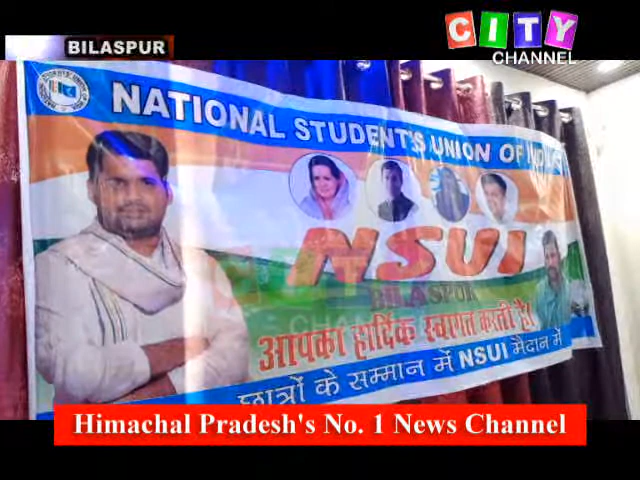 BILASPUR
CITY
CHANNEL
NATIONAL STUDENT'S UNION OF INDIA
NSUI
BILASPUR
आपका हार्दिक स्वागत करती है।
छात्रों के सम्मान में NSUI मैदान में
Himachal Pradesh's No. 1 News Channel